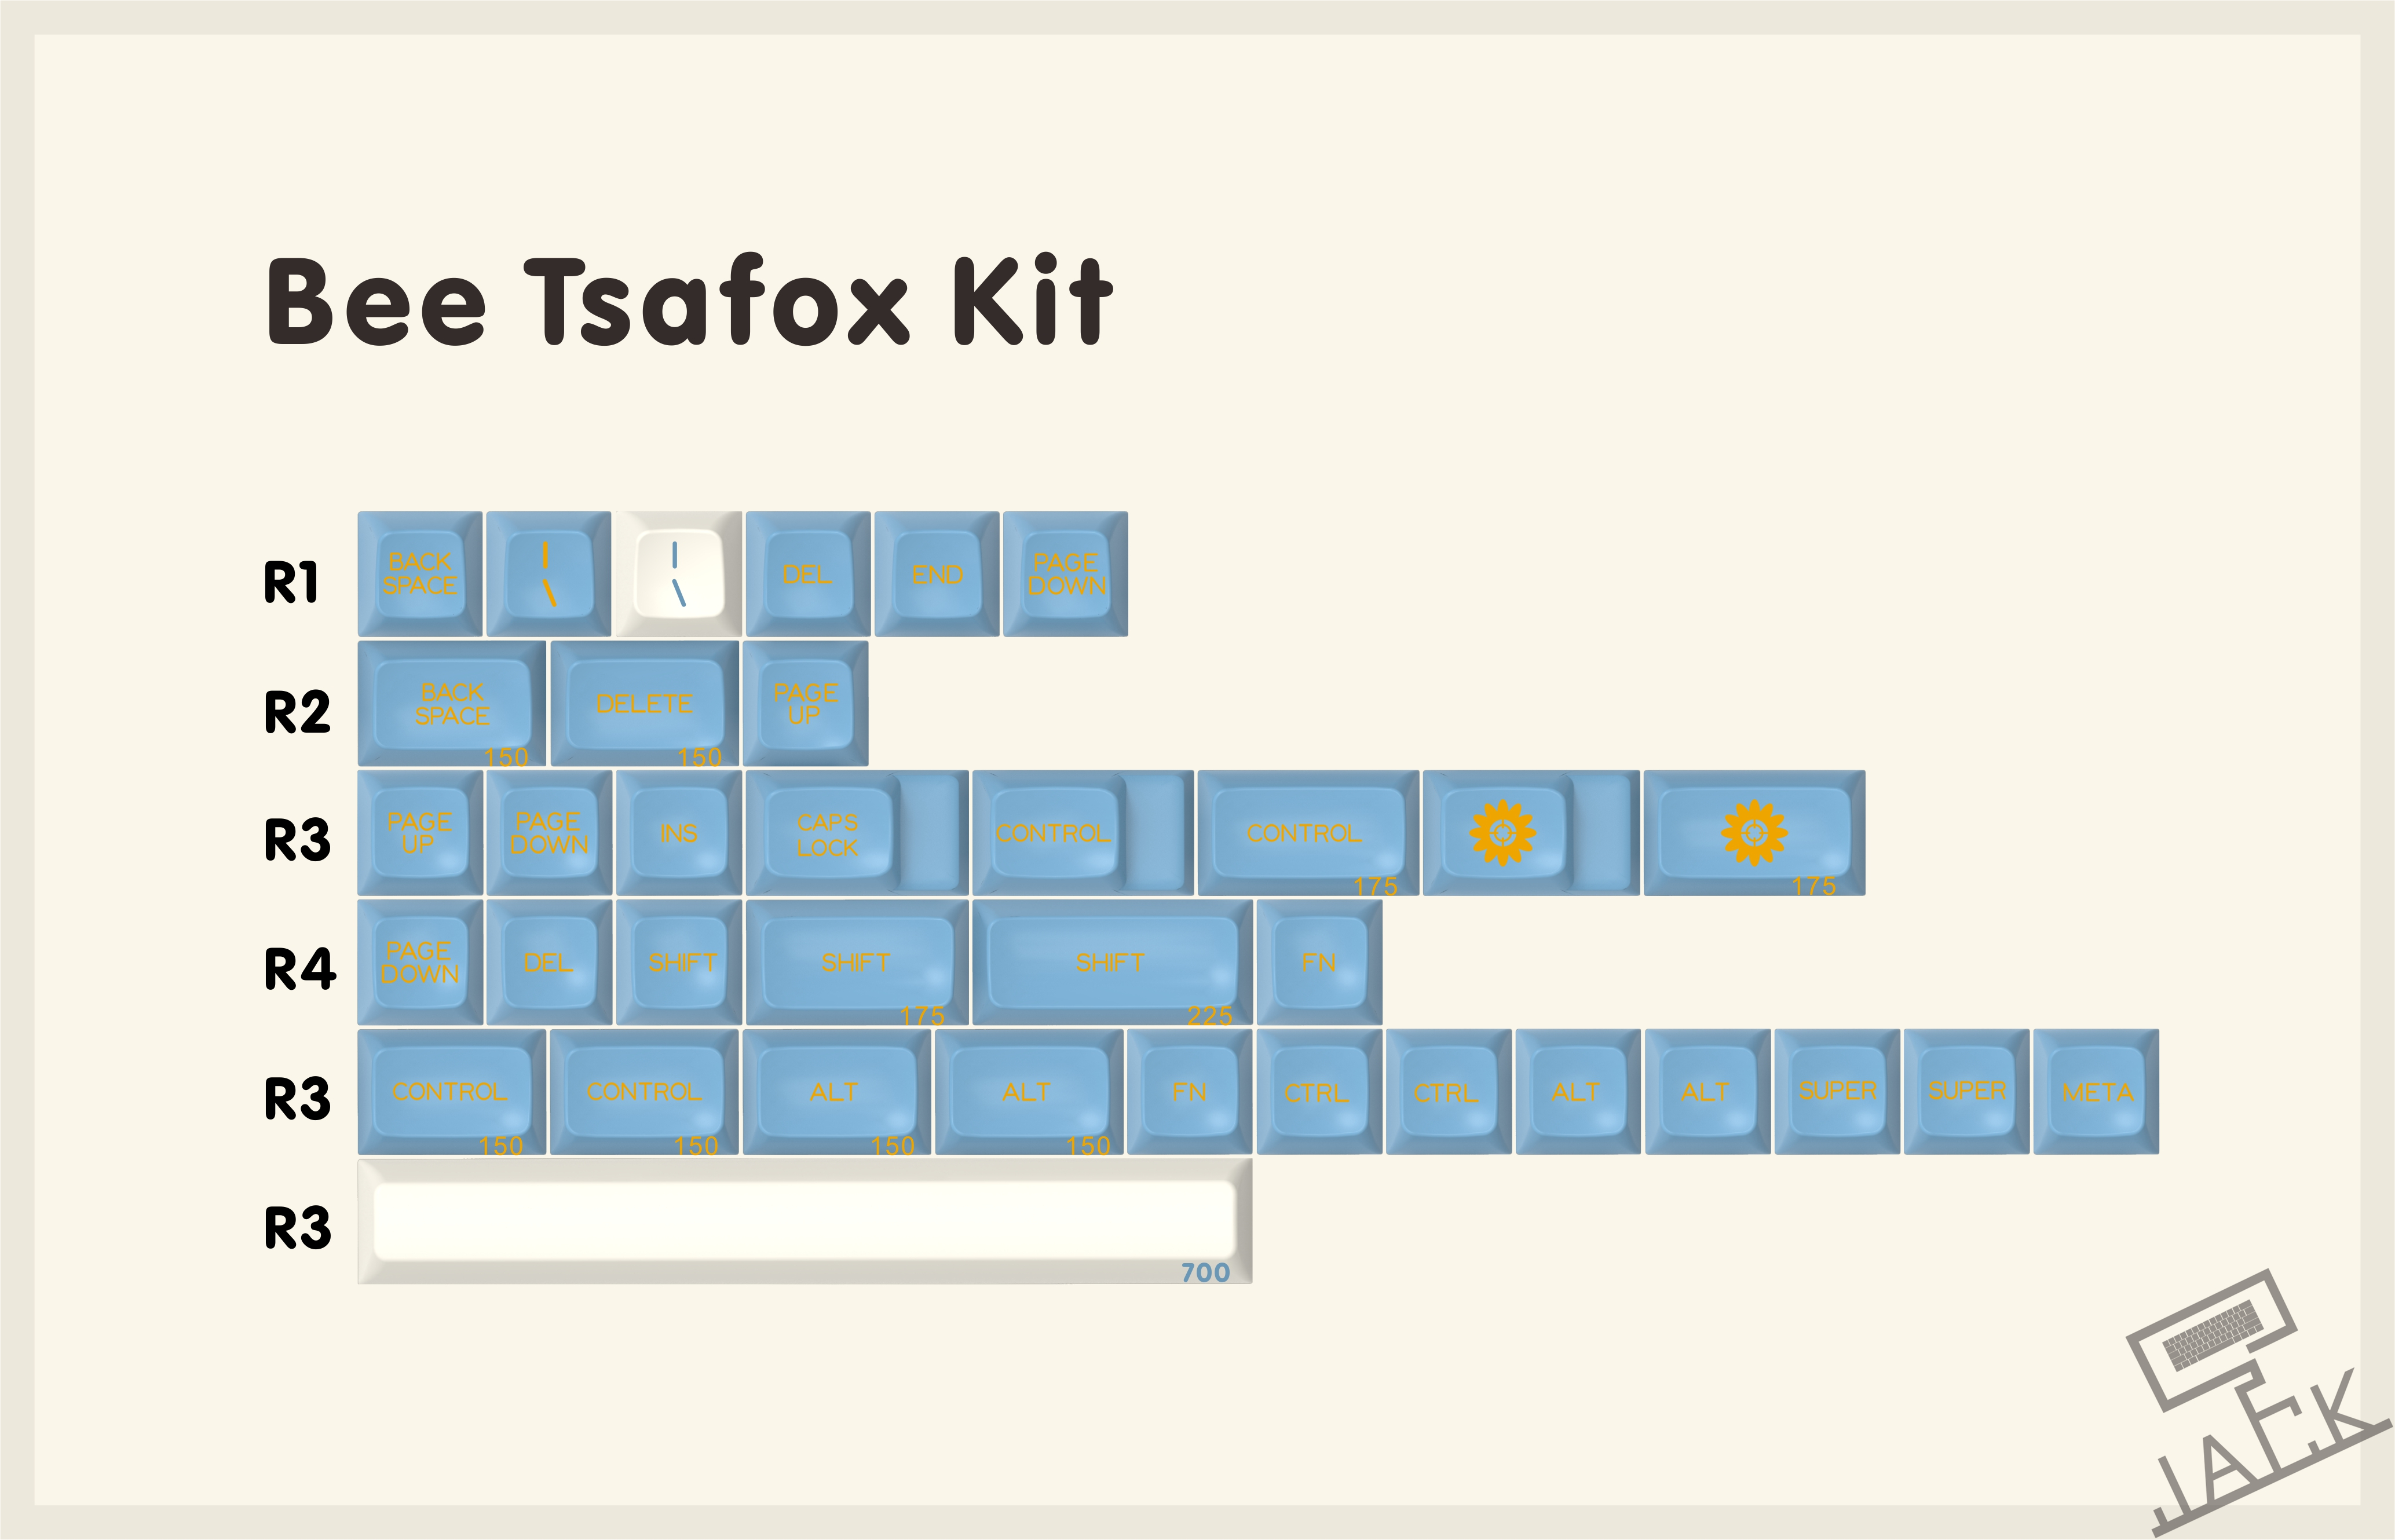 Bee Tsafox Kit
R1
BACK
SPACE
| \
| \
DEL
END
PAGE
DOWN
R2
BACK
SPACE
150
DELETE
150
PAGE
UP
R3
PAGE
UP
PAGE
DOWN
INS
CAPS
LOCK
CONTROL
CONTROL
175
175
R4
PAGE
DOWN
DEL
SHIFT
SHIFT
175
SHIFT
225
FN
R3
CONTROL
150
CONTROL
150
ALT
150
ALT
150
FN
CTRL
CTRL
ALT
ALT
SUPER
SUPER
META
R3
700
JAEK